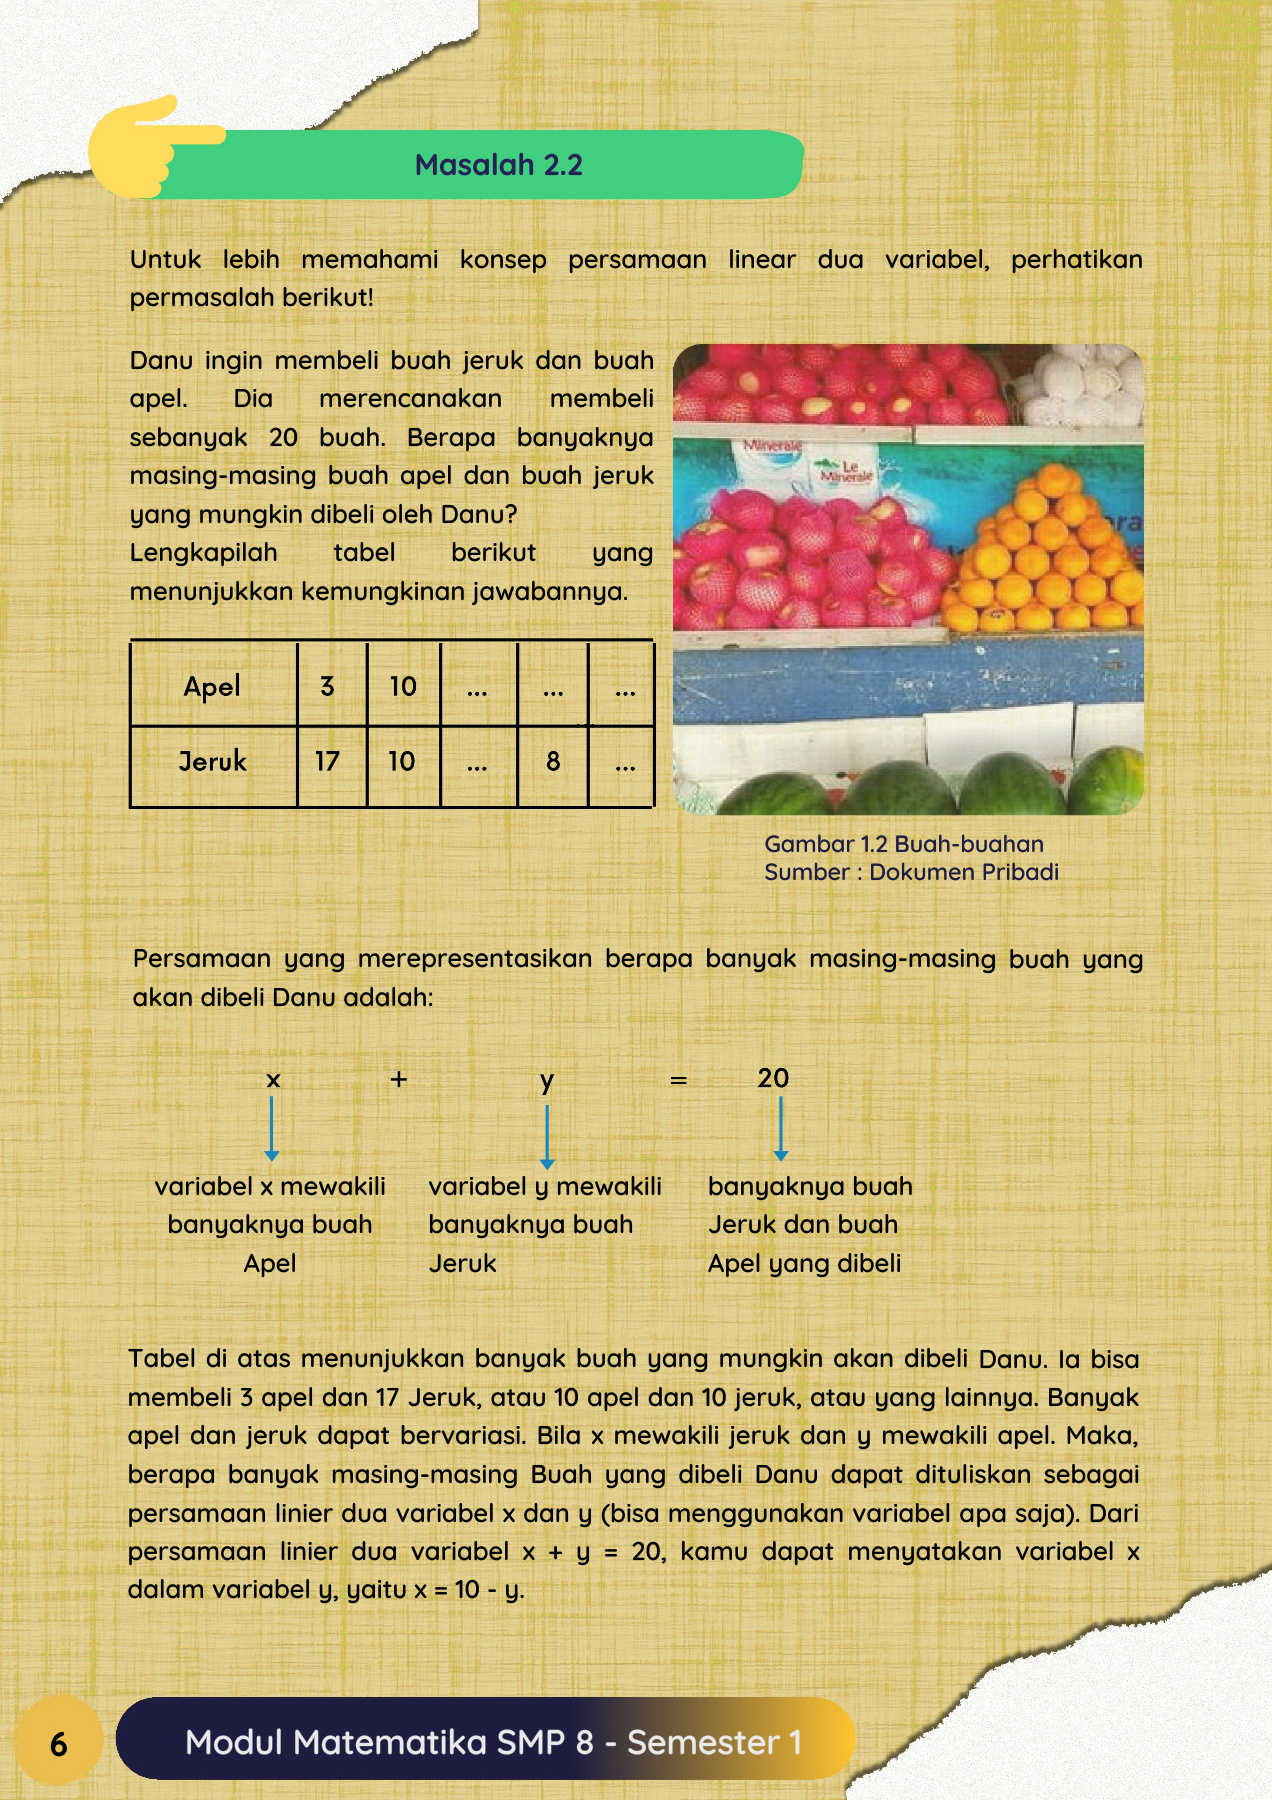 Masalah 2.2
Untuk lebih memahami konsep persamaan linear dua variabel, perhatikan
permasalah berikut!
Danu ingin membeli buah jeruk dan buah
apel. Dia merencanakan membeli
sebanyak 20 buah. Berapa banyaknya
masing-masing buah apel dan buah jeruk
yang mungkin dibeli oleh Danu?
Lengkapilah tabel berikut yang
menunjukkan kemungkinan jawabannya.
Minerale
Le
Minerale
Apel 3 10 ... ... ...
Jeruk 17 10 ... 8 ...
Gambar 1.2 Buah-buahan
Sumber : Dokumen Pribadi
Persamaan yang merepresentasikan berapa banyak masing-masing buah yang
akan dibeli Danu adalah:
x + y = 20
variabel x mewakili variabel y mewakili banyaknya buah
banyaknya buah banyaknya buah Jeruk dan buah
Apel Jeruk Apel yang dibeli
Tabel di atas menunjukkan banyak buah yang mungkin akan dibeli Danu. Ia bisa
membeli 3 apel dan 17 Jeruk, atau 10 apel dan 10 jeruk, atau yang lainnya. Banyak
apel dan jeruk dapat bervariasi. Bila x mewakili jeruk dan y mewakili apel. Maka,
berapa banyak masing-masing Buah yang dibeli Danu dapat dituliskan sebagai
persamaan linier dua variabel x dan y (bisa menggunakan variabel apa saja). Dari
persamaan linier dua variabel x + y = 20, kamu dapat menyatakan variabel x
dalam variabel y, yaitu x = 10 - y.
6
Modul Matematika SMP 8 - Semester 1